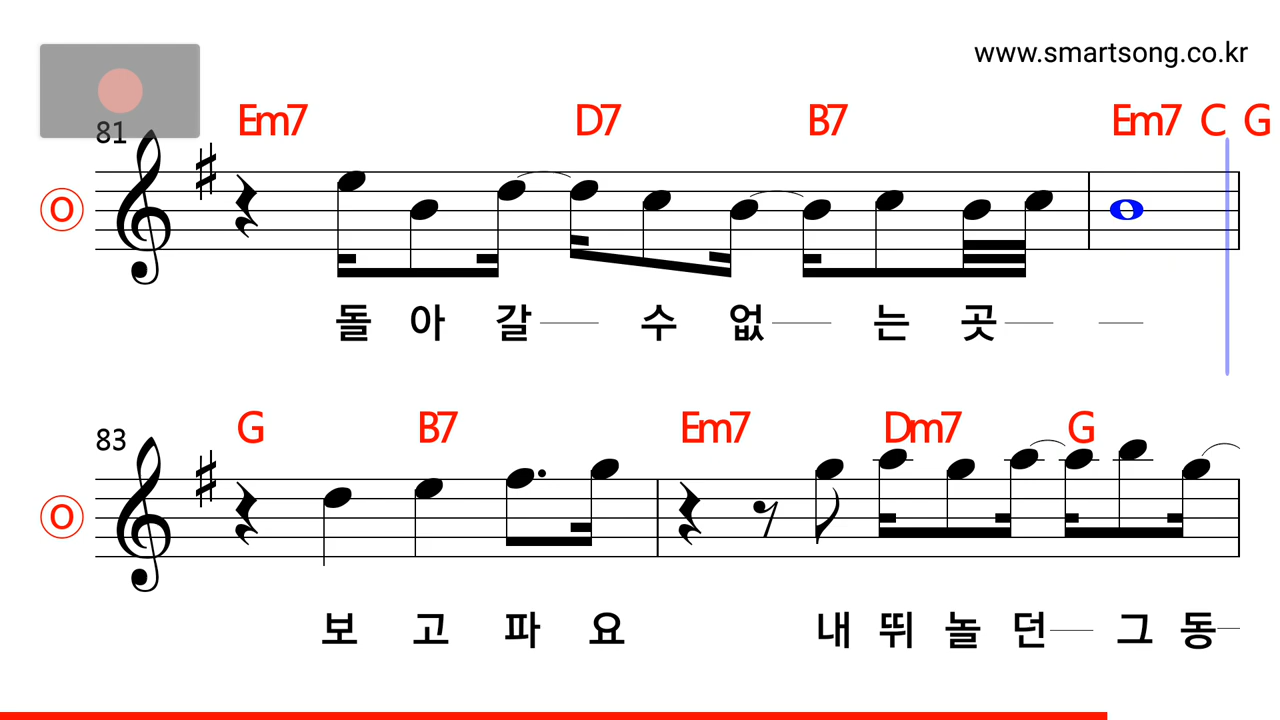 www.smartsong.co.kr
81 Em7 D7 B7 Em7 C G
O
돌 아 갈 수 없 는 곳
83 G B7 Em7 Dm7 G
O
보 고 파 요 내 뛰 놀 던 그 동